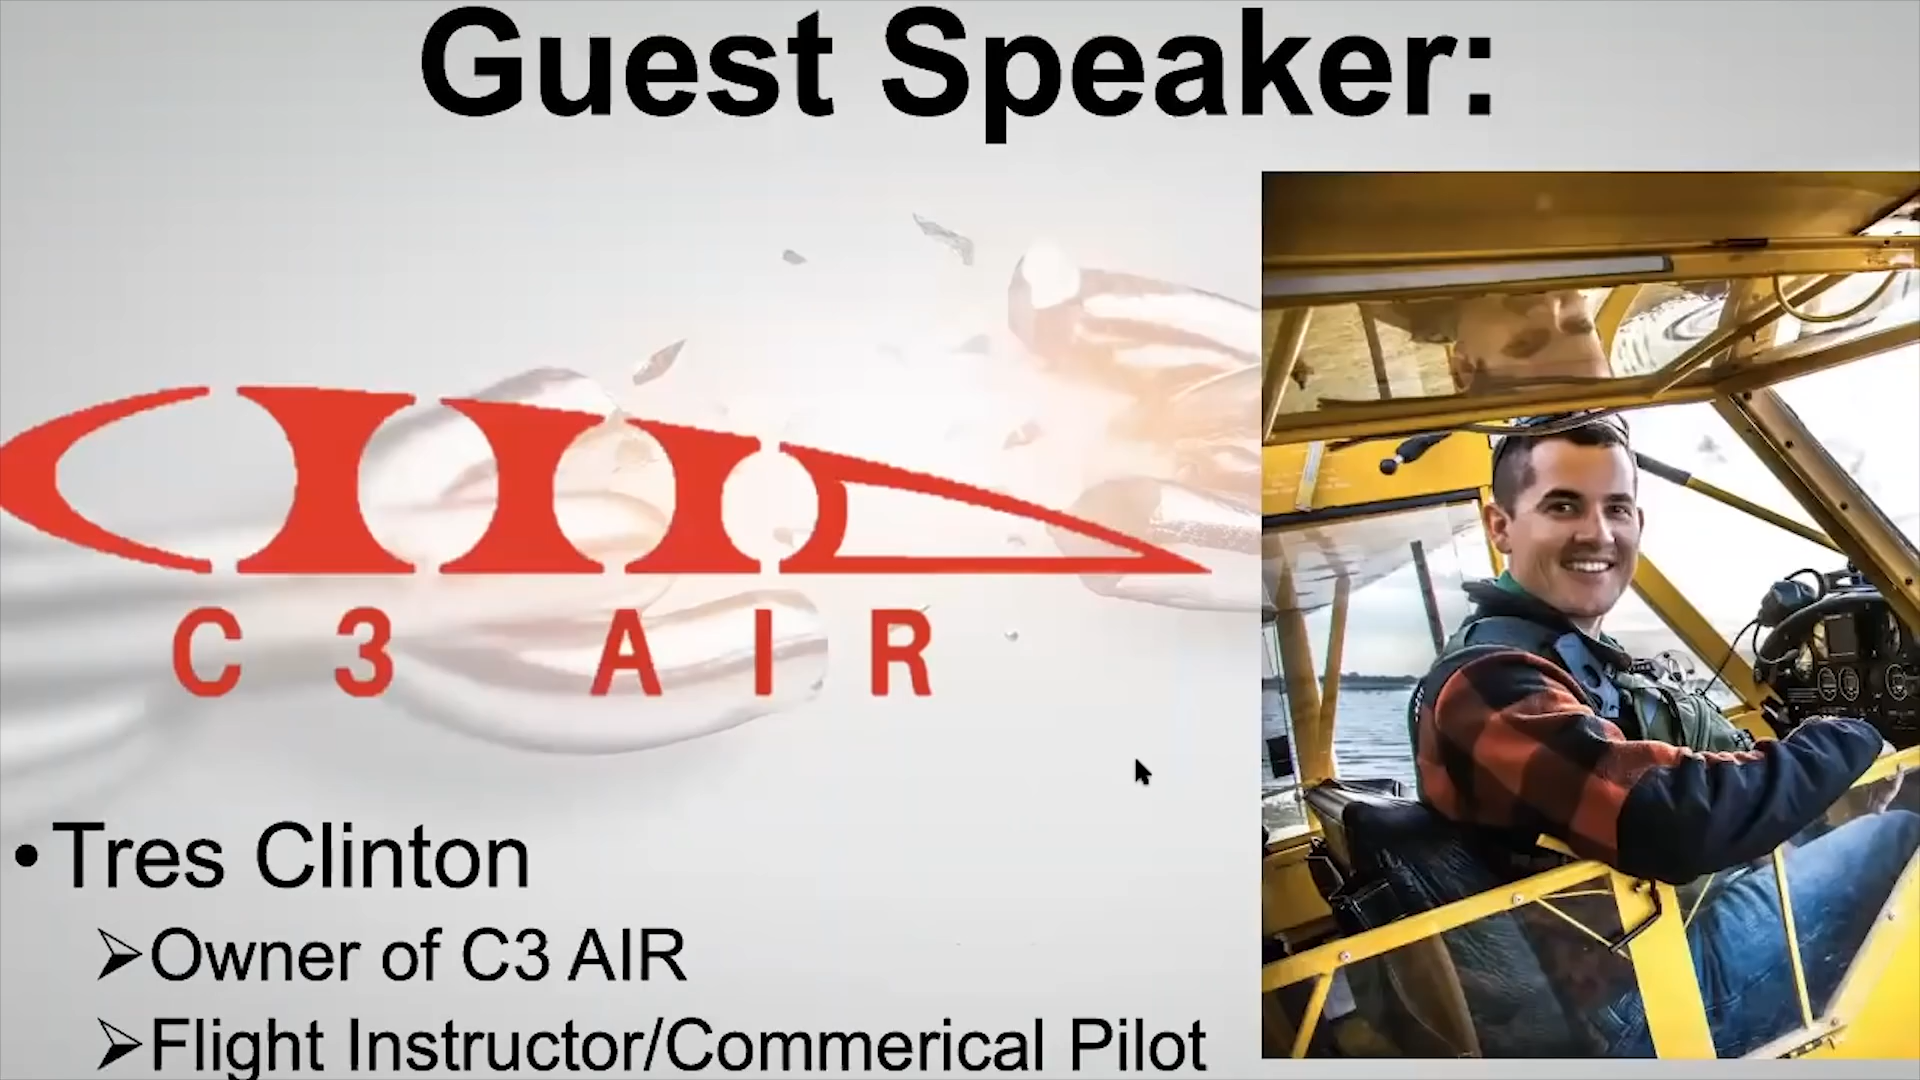 Guest Speaker:
C3 AIR
• Tres Clinton
➢Owner of C3 AIR
➢Flight Instructor/Commerical Pilot